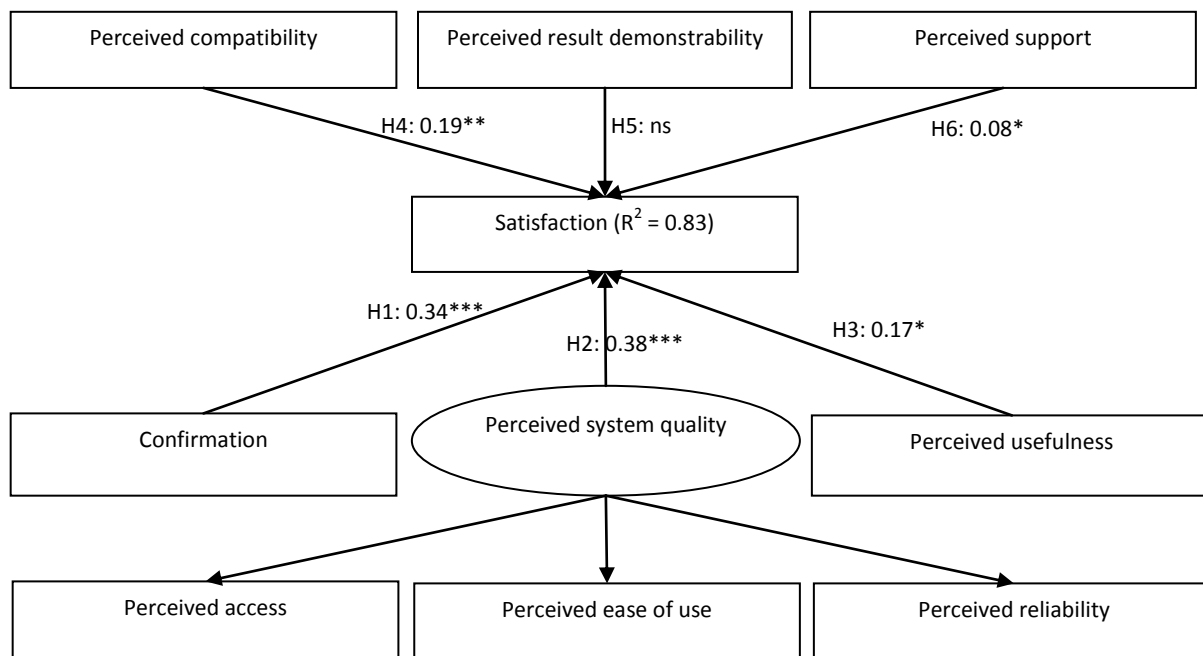 Perceived compatibility
Perceived result demonstrability
Perceived support
H4: 0.19**
H5: ns
H6: 0.08*
Satisfaction (R² = 0.83)
H1: 0.34***
H2: 0.38***
H3: 0.17*
Confirmation
Perceived system quality
Perceived usefulness
Perceived access
Perceived ease of use
Perceived reliability